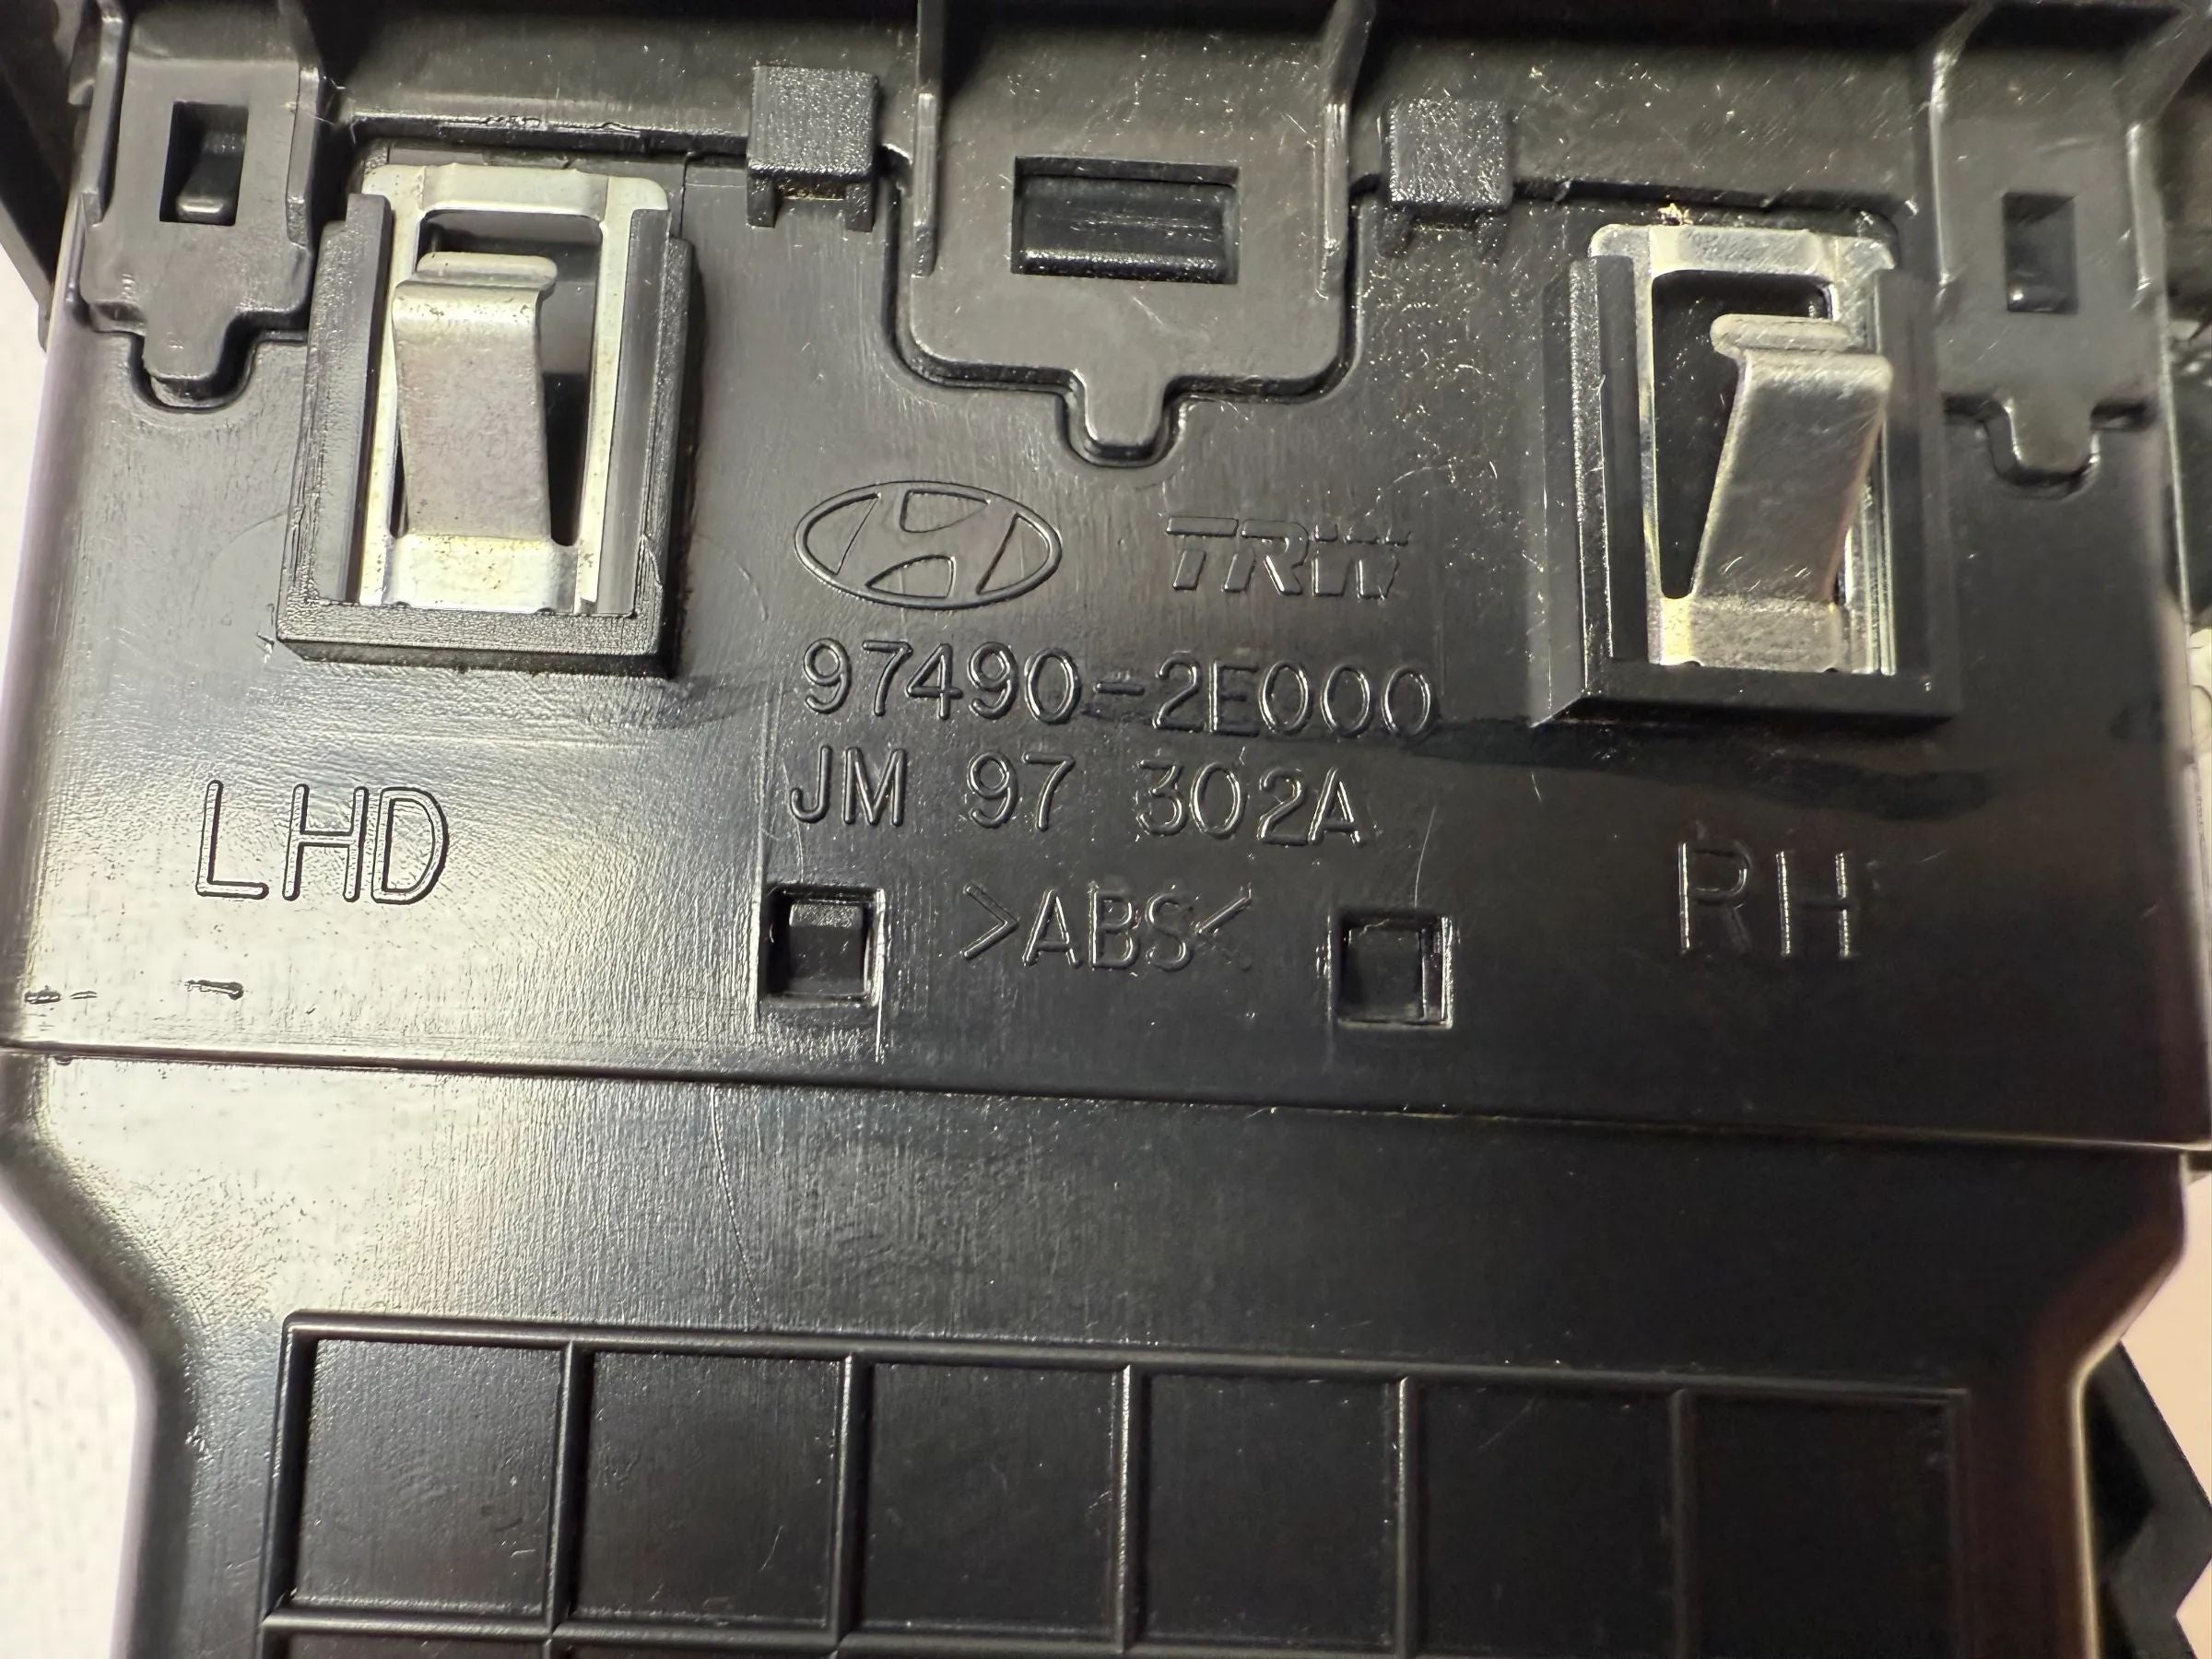 TRW
97490-2E000
JM 97 302A
LHD
>ABS<
RH